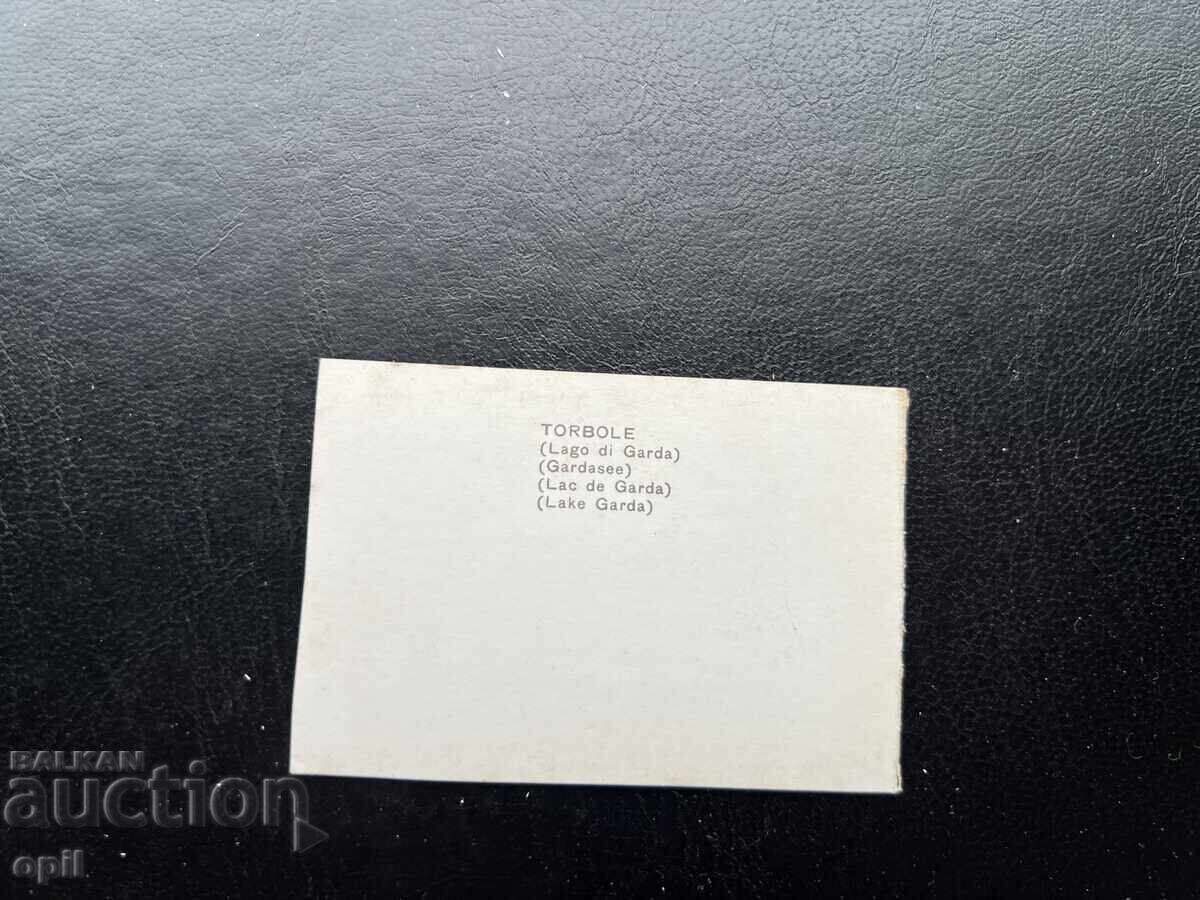 TORBOLE
(Lago di Garda)
(Gardasee)
(Lac de Garda)
(Lake Garda)
BALKAN
auction
opil